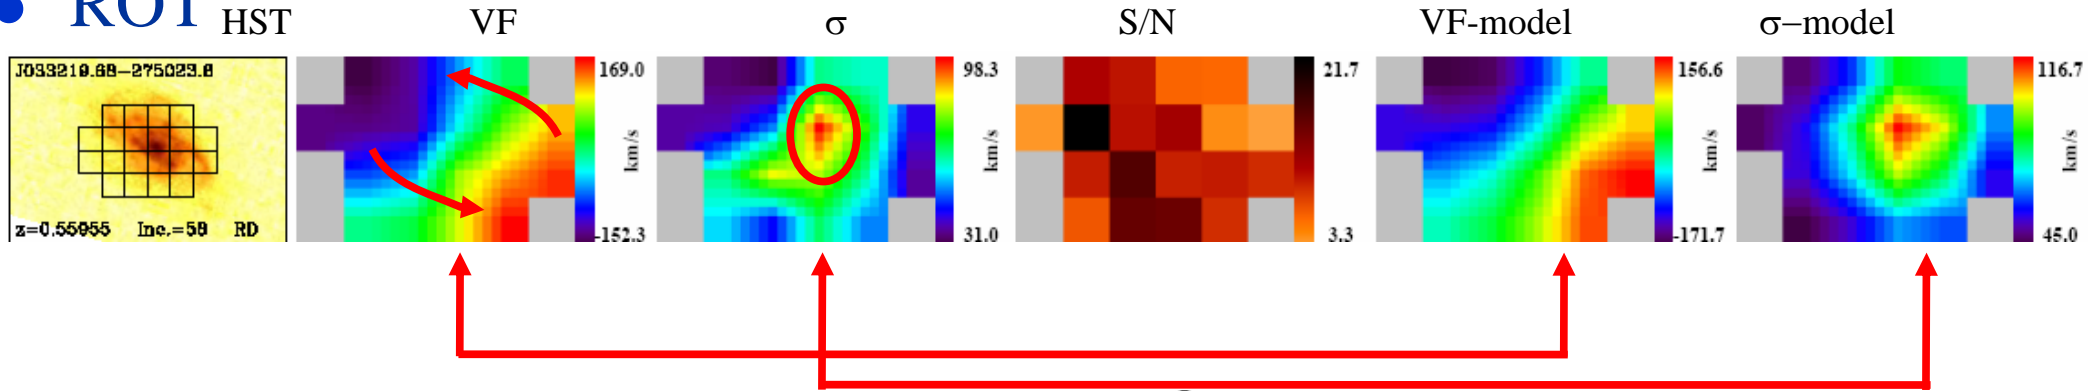 • ROT
HST VF σ S/N VF-model σ–model
J033219.68–275023.6
z=0.55955 Inc.=58 RD
169.0
km/s
-152.3
98.3
km/s
31.0
21.7
3.3
156.6
km/s
-171.7
116.7
km/s
45.0